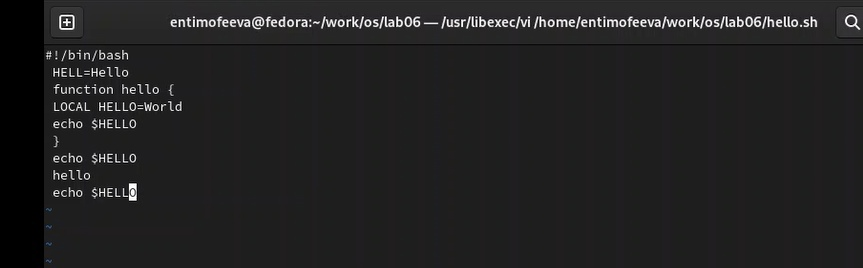 entimofeeva@fedora:~/work/os/lab06 — /usr/libexec/vi /home/entimofeeva/work/os/lab06/hello.sh
#!/bin/bash
HELL=Hello
function hello {
LOCAL HELLO=World
echo $HELLO
}
echo $HELLO
hello
echo $HELLO
~
~
~
~